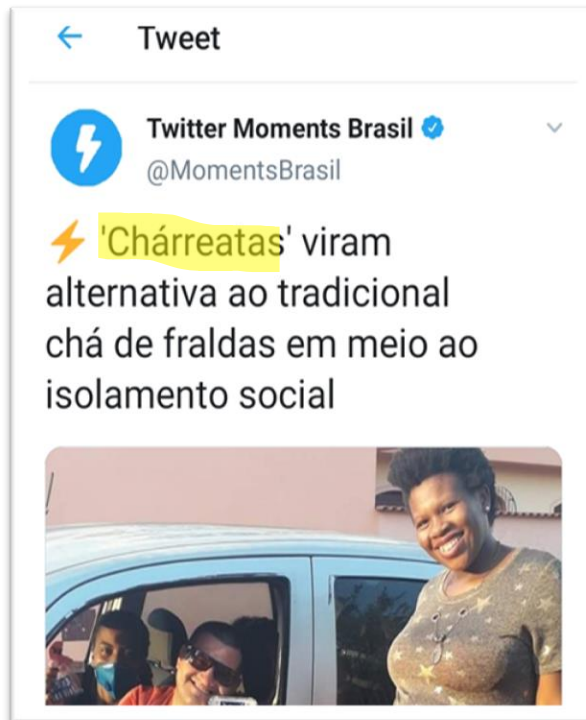 Tweet
Twitter Moments Brasil
@MomentsBrasil
'Chárreatas' viram
alternativa ao tradicional
chá de fraldas em meio ao
isolamento social